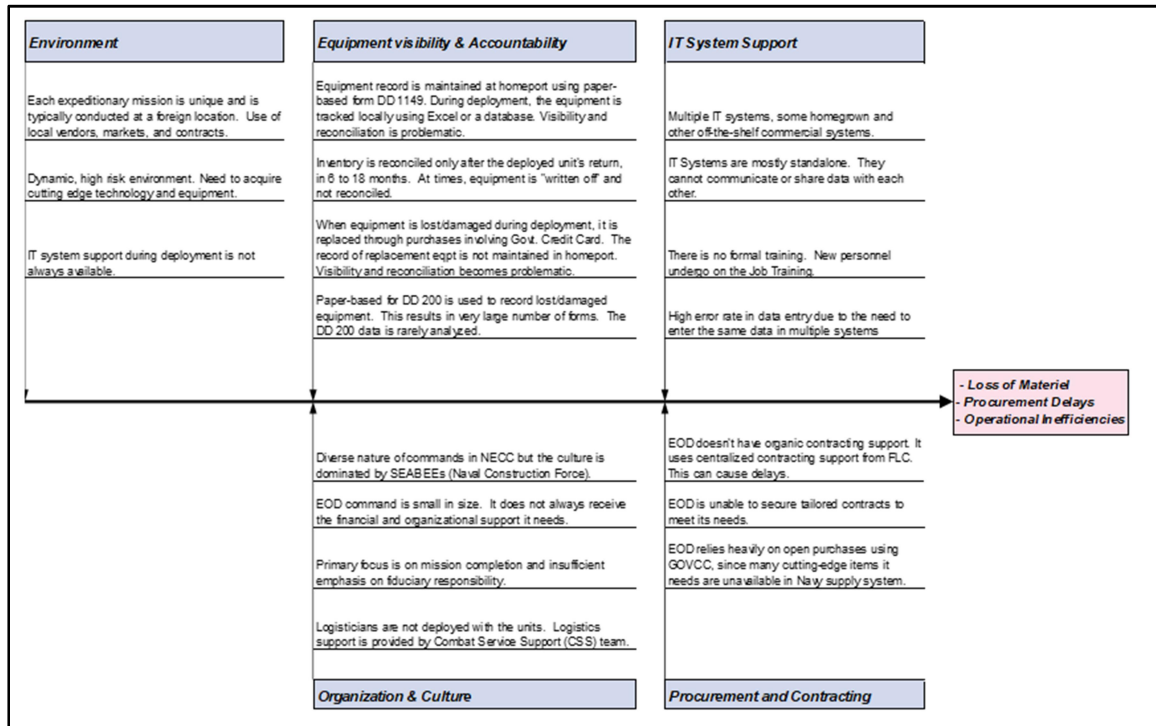 Environment
Each expeditionary mission is unique and is
typically conducted at a foreign location. Use of
local vendors, markets, and contracts.
Dynamic, high risk environment. Need to acquire
cutting edge technology and equipment.
IT system support during deployment is not
always available.
Equipment visibility & Accountability
Equipment record is maintained at homeport using paper-
based form DD 1149. During deployment, the equipment is
tracked locally using Excel or a database. Visibility and
reconciliation is problematic.
Inventory is reconciled only after the deployed unit's return,
in 6 to 18 months. At times, equipment is "written off" and
not reconciled.
When equipment is lost/damaged during deployment, it is
replaced through purchases involving Govt. Credit Card. The
record of replacement eqpt is not maintained in homeport.
Visibility and reconciliation becomes problematic.
Paper-based for DD 200 is used to record lost/damaged
equipment. This results in very large number of forms. The
DD 200 data is rarely analyzed.
IT System Support
Multiple IT systems, some homegrown and
other off-the-shelf commercial systems.
IT Systems are mostly standalone. They
cannot communicate or share data with each
other.
There is no formal training. New personnel
undergo on the Job Training.
High error rate in data entry due to the need to
enter the same data in multiple systems
- Loss of Materiel
- Procurement Delays
- Operational Inefficiencies
Diverse nature of commands in NECC but the culture is
dominated by SEABEEs (Naval Construction Force).
EOD command is small in size. It does not always receive
the financial and organizational support it needs.
Primary focus is on mission completion and insufficient
emphasis on fiduciary responsibility.
Logisticians are not deployed with the units. Logistics
support is provided by Combat Service Support (CSS) team.
Organization & Culture
EOD doesn't have organic contracting support. It
uses centralized contracting support from FLC.
This can cause delays.
EOD is unable to secure tailored contracts to
meet its needs.
EOD relies heavily on open purchases using
GOVCC, since many cutting-edge items it
needs are unavailable in Navy supply system.
Procurement and Contracting